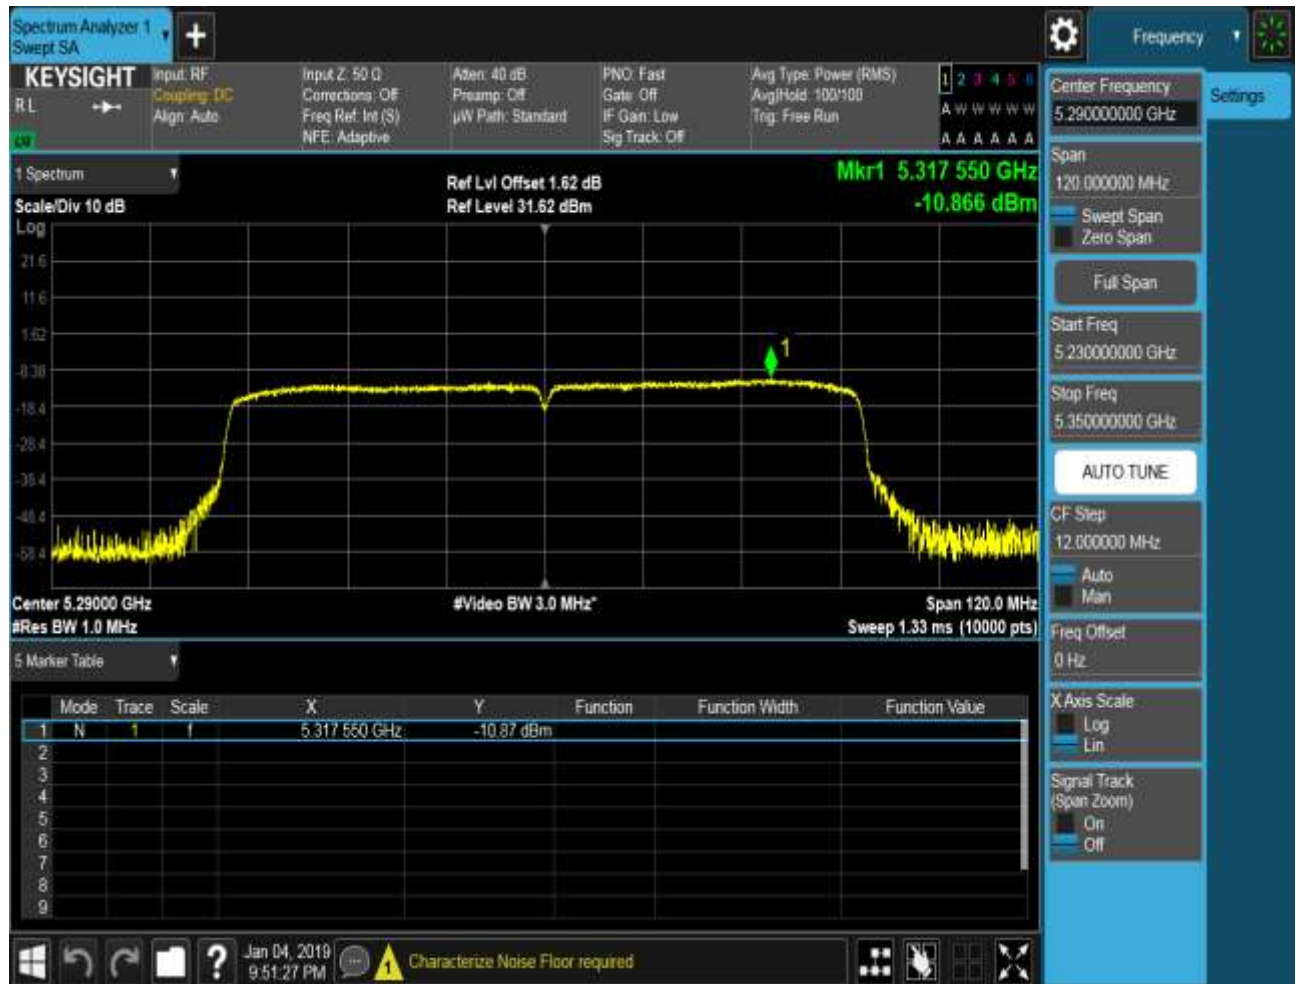 Spectrum Analyzer 1
Swept SA
+
Frequency
KEYSIGHT
RL
Input: RF
Coupling: DC
Align: Auto
Input Z: 50 Ω
Corrections: Off
Freq Ref: Int (S)
NFE: Adaptive
Atten: 40 dB
Preamp: Off
µW Path: Standard
PNO: Fast
Gate: Off
IF Gain: Low
Sig Track: Off
Avg Type: Power (RMS)
Avg|Hold: 100/100
Trig: Free Run
1 2 3 4 5 6
A W W W W W
A A A A A A
1 Spectrum
Scale/Div 10 dB
Ref Lvl Offset 1.62 dB
Ref Level 31.62 dBm
Mkr1 5.317 550 GHz
-10.866 dBm
Log
21.6
11.6
1.62
-8.38
-18.4
-28.4
-38.4
-48.4
-58.4
1
Center 5.29000 GHz
#Res BW 1.0 MHz
#Video BW 3.0 MHz*
Span 120.0 MHz
Sweep 1.33 ms (10000 pts)
5 Marker Table
Mode Trace Scale X Y Function Function Width Function Value
1 N 1 f 5.317 550 GHz -10.87 dBm
2
3
4
5
6
7
8
9
Center Frequency
5.290000000 GHz
Settings
Span
120.000000 MHz
Swept Span
Zero Span
Full Span
Start Freq
5.230000000 GHz
Stop Freq
5.350000000 GHz
AUTO TUNE
CF Step
12.000000 MHz
Auto
Man
Freq Offset
0 Hz
X Axis Scale
Log
Lin
Signal Track
(Span Zoom)
On
Off
?
Jan 04, 2019
9:51:27 PM
1
Characterize Noise Floor required